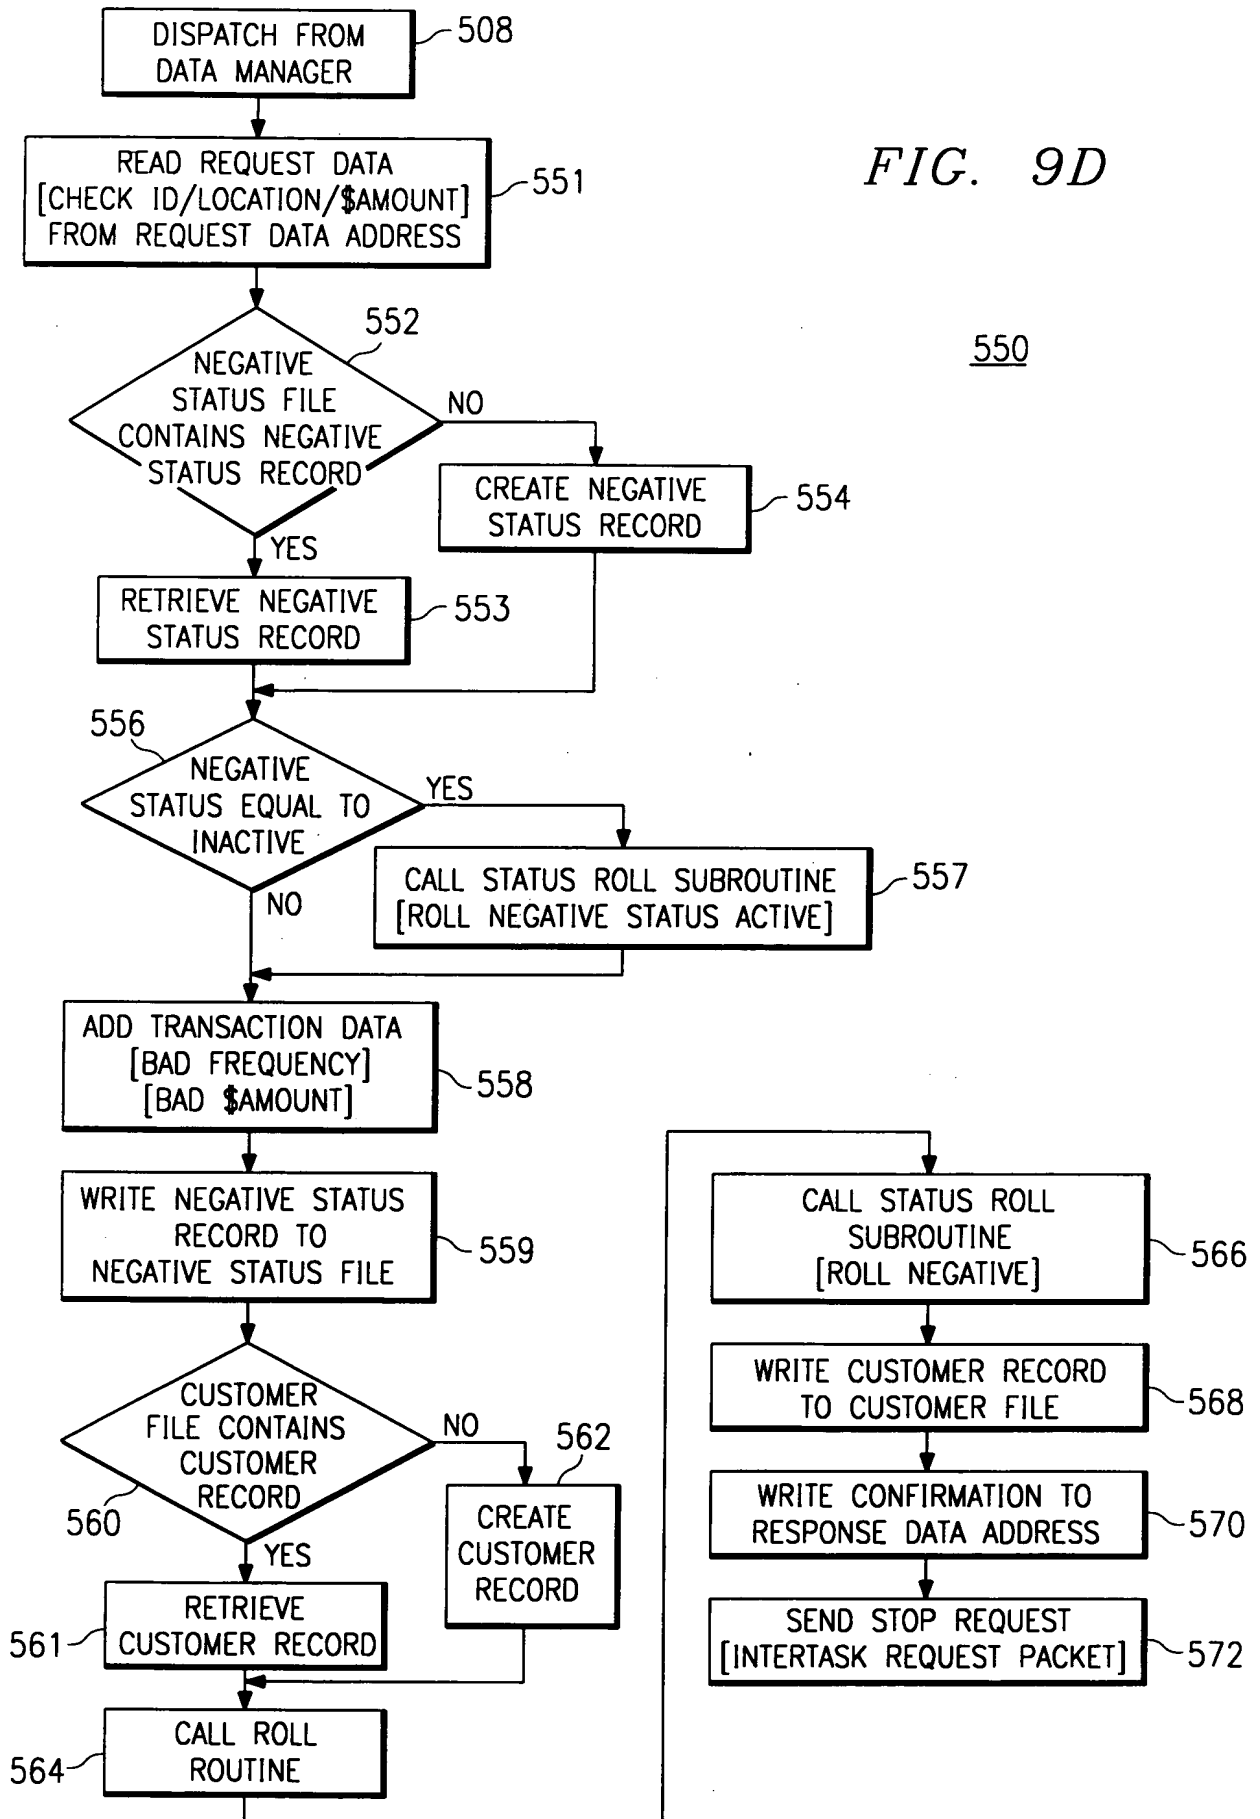 DISPATCH FROM
DATA MANAGER
508
FIG. 9D
READ REQUEST DATA
[CHECK ID/LOCATION/$AMOUNT]
FROM REQUEST DATA ADDRESS
551
550
552
NEGATIVE
STATUS FILE
CONTAINS NEGATIVE
STATUS RECORD
NO
YES
CREATE NEGATIVE
STATUS RECORD
554
RETRIEVE NEGATIVE
STATUS RECORD
553
556
NEGATIVE
STATUS EQUAL TO
INACTIVE
YES
NO
CALL STATUS ROLL SUBROUTINE
[ROLL NEGATIVE STATUS ACTIVE]
557
ADD TRANSACTION DATA
[BAD FREQUENCY]
[BAD $AMOUNT]
558
WRITE NEGATIVE STATUS
RECORD TO
NEGATIVE STATUS FILE
559
CUSTOMER
FILE CONTAINS
CUSTOMER
RECORD
560
NO
YES
562
CREATE
CUSTOMER
RECORD
RETRIEVE
CUSTOMER RECORD
561
CALL ROLL
ROUTINE
564
CALL STATUS ROLL
SUBROUTINE
[ROLL NEGATIVE]
566
WRITE CUSTOMER RECORD
TO CUSTOMER FILE
568
WRITE CONFIRMATION TO
RESPONSE DATA ADDRESS
570
SEND STOP REQUEST
[INTERTASK REQUEST PACKET]
572